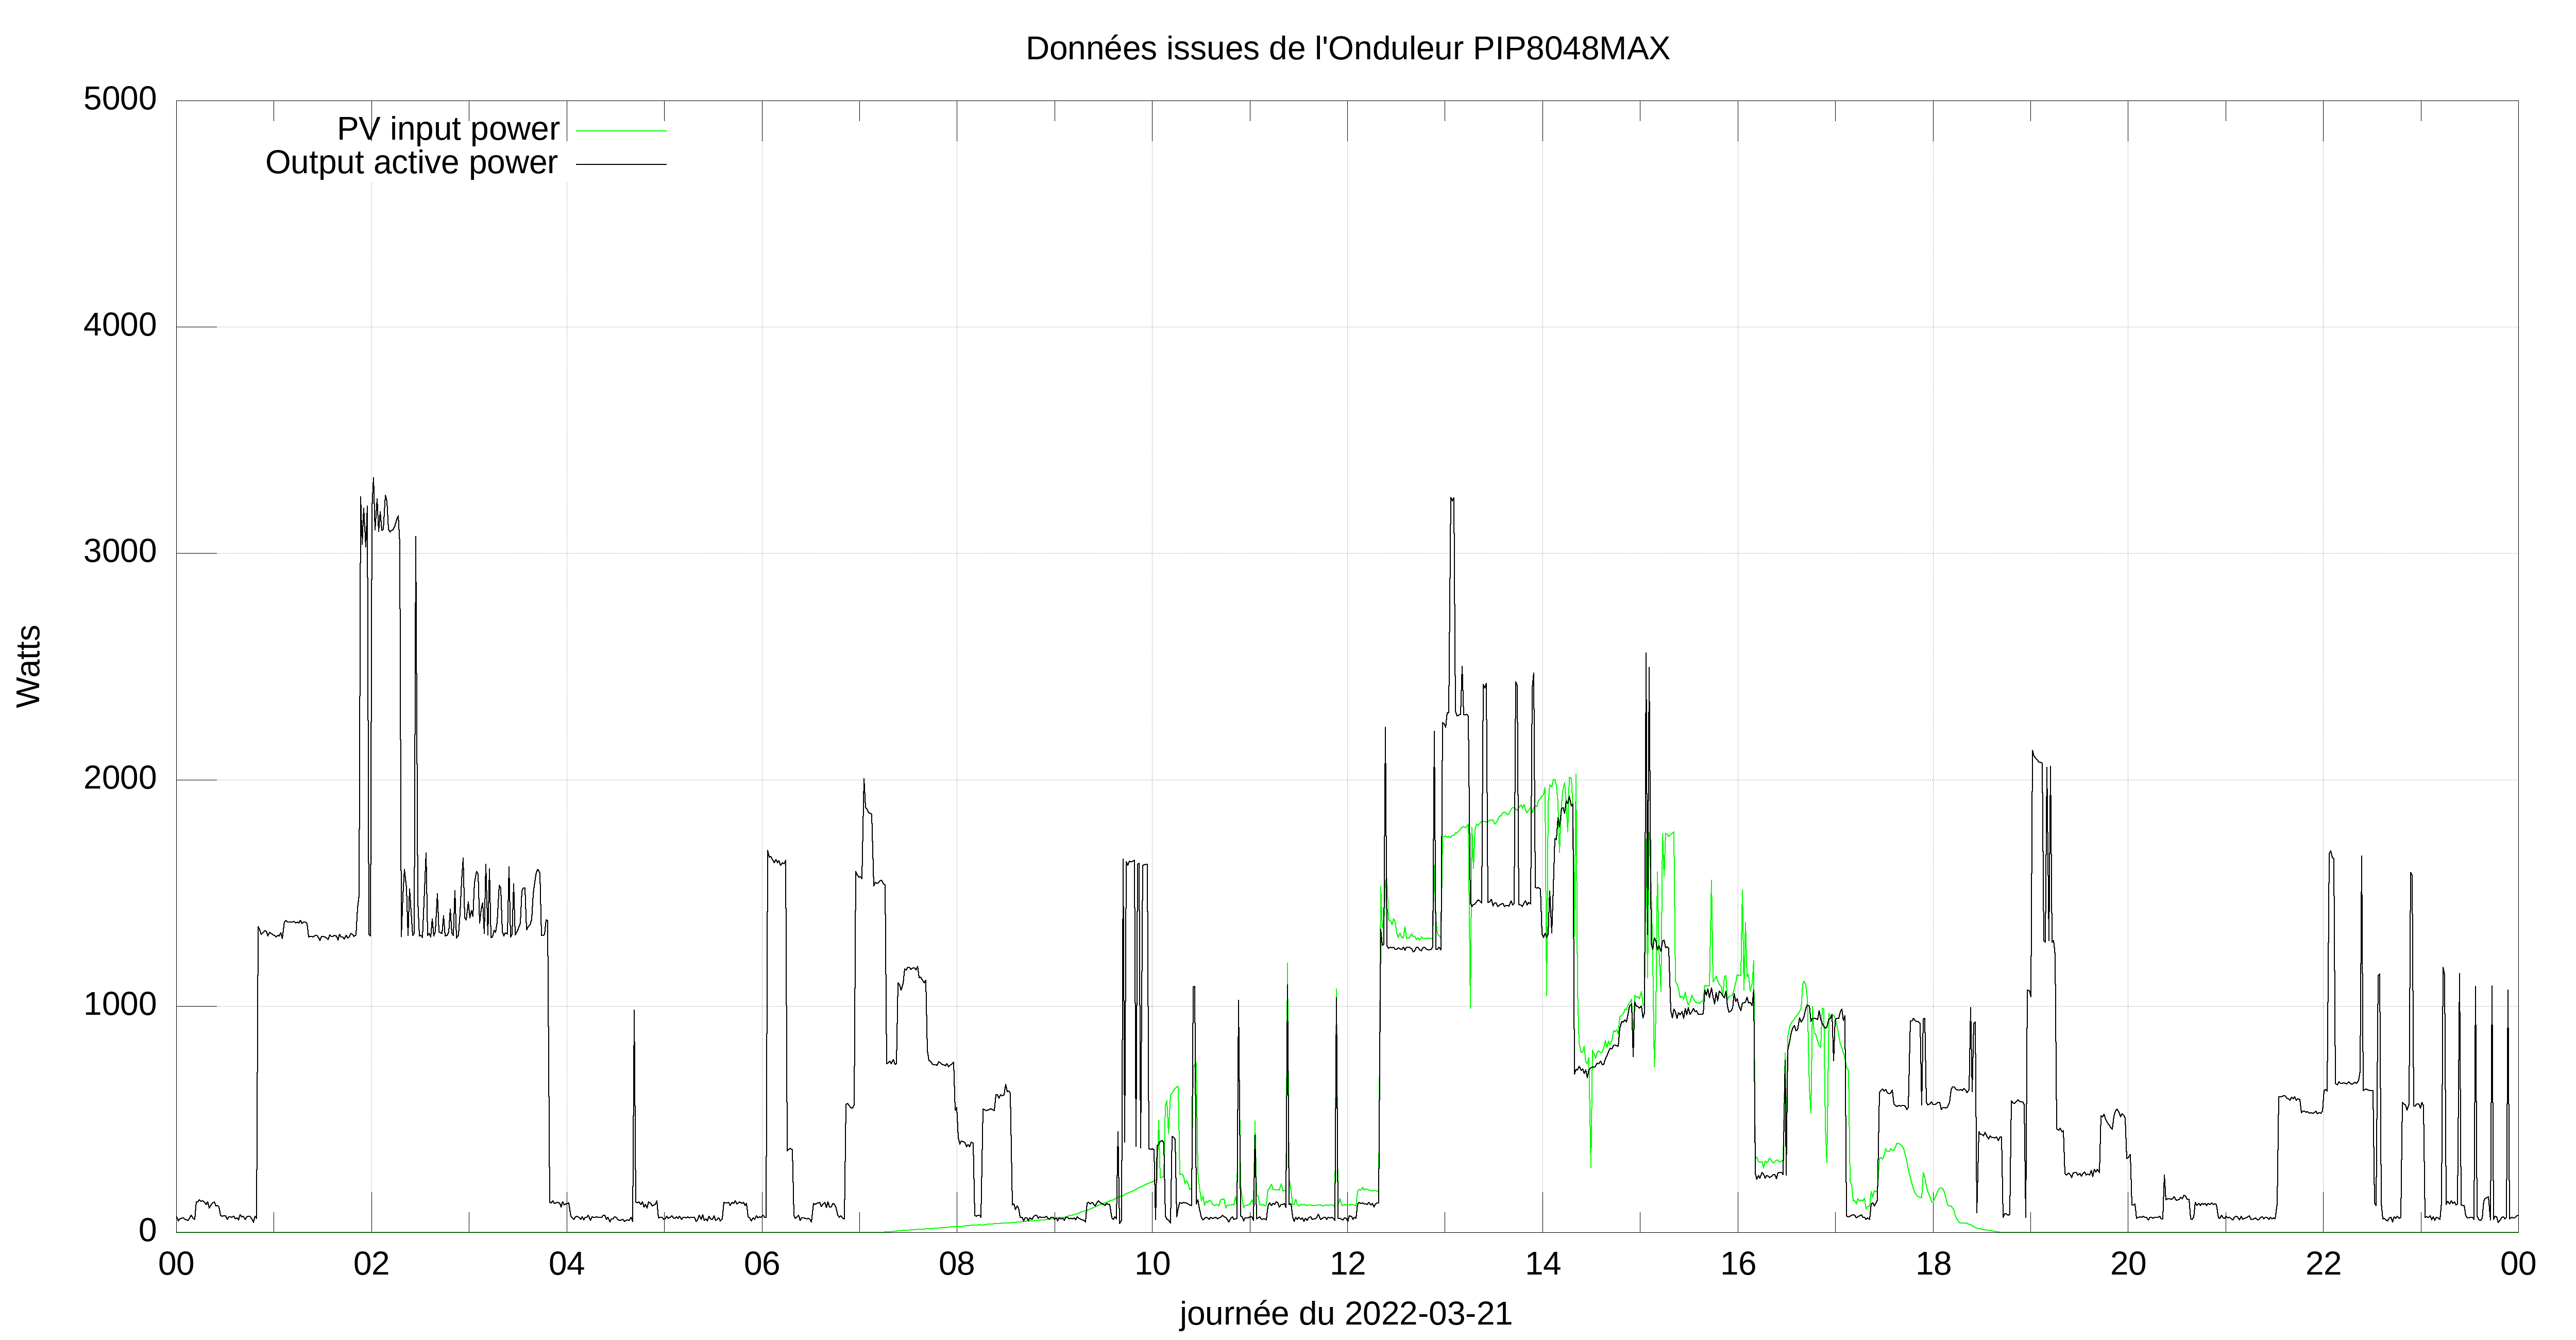 Données issues de l'Onduleur PIP8048MAX
5000
PV input power
Output active power
4000
3000
Watts
2000
1000
0
00 02 04 06 08 10 12 14 16 18 20 22 00
journée du 2022-03-21